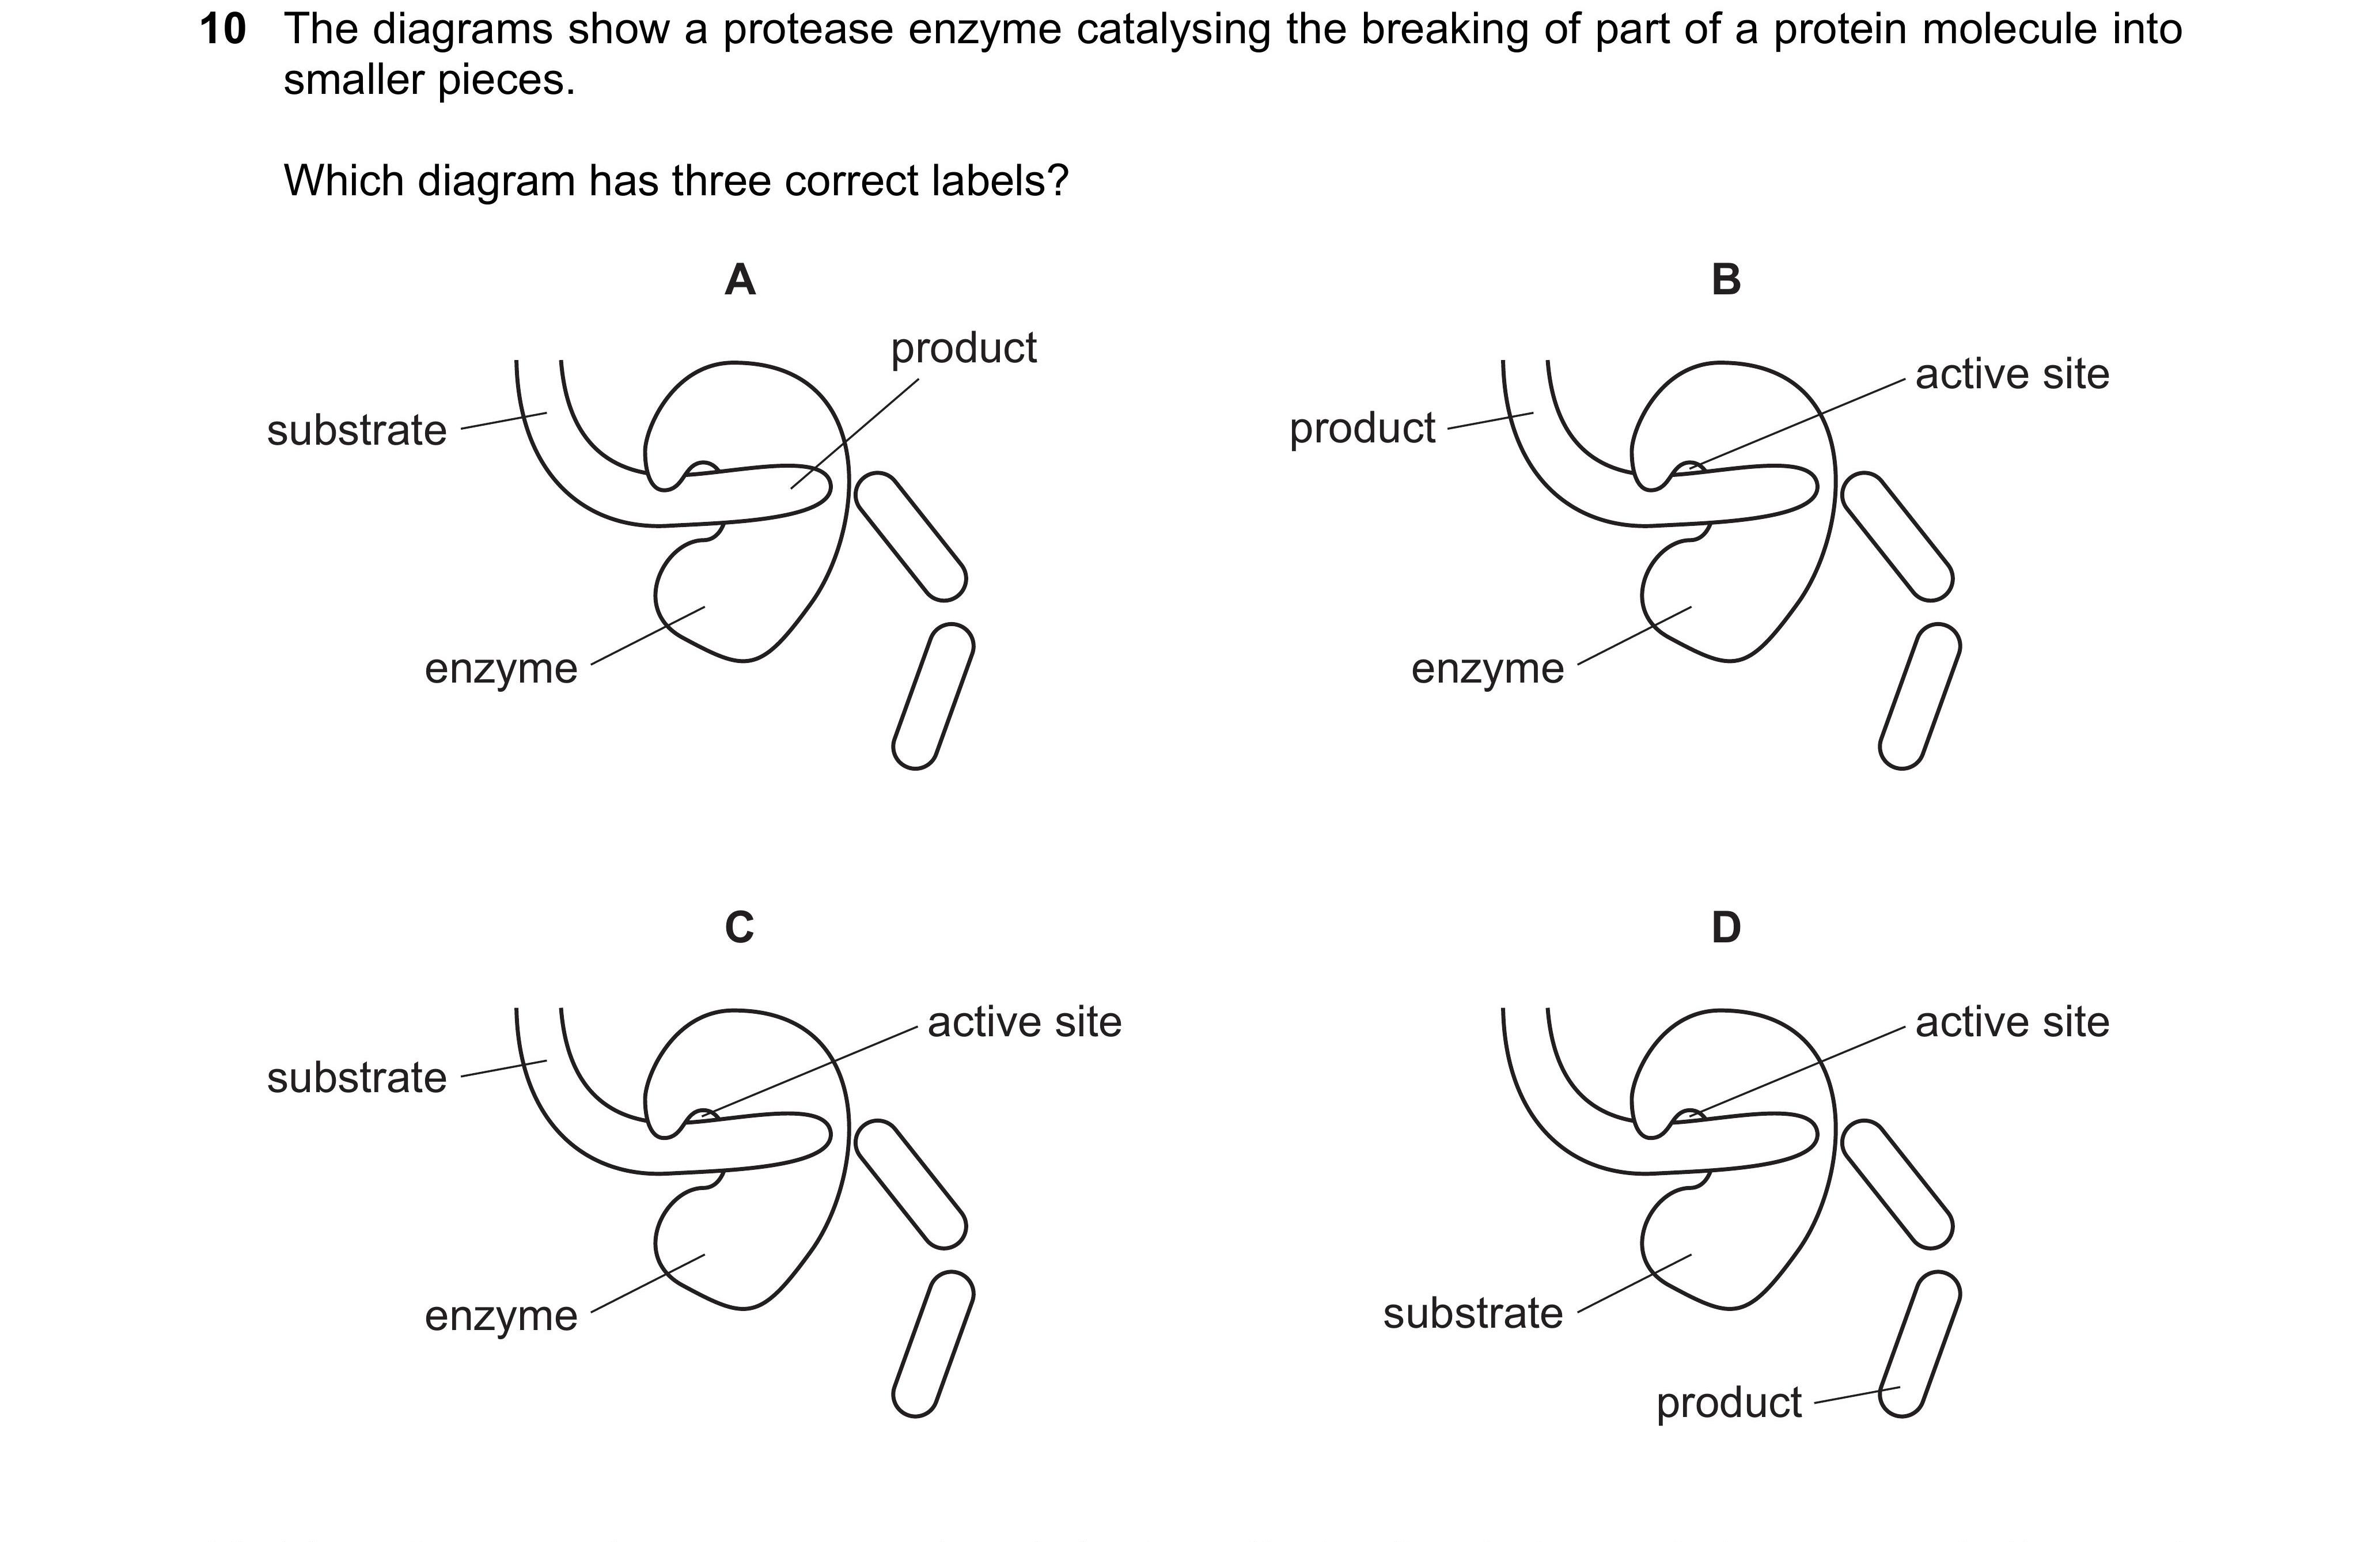 10 The diagrams show a protease enzyme catalysing the breaking of part of a protein molecule into
smaller pieces.
Which diagram has three correct labels?
A
product
substrate
enzyme
B
active site
product
enzyme
C
active site
substrate
enzyme
D
active site
substrate
product